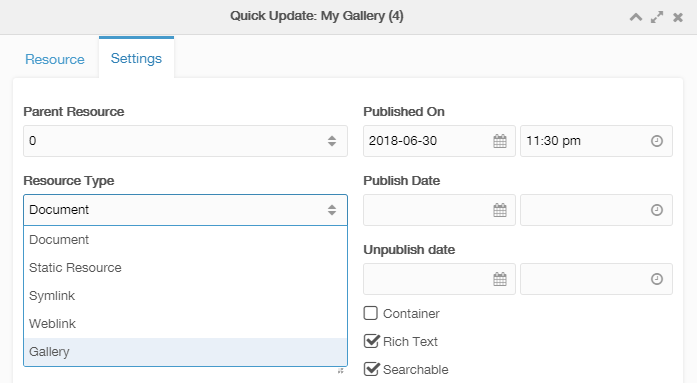 Quick Update: My Gallery (4)
Resource
Settings
Parent Resource
0
Resource Type
Document
Document
Static Resource
Symlink
Weblink
Gallery
Published On
2018-06-30
11:30 pm
Publish Date
Unpublish date
Container
Rich Text
Searchable